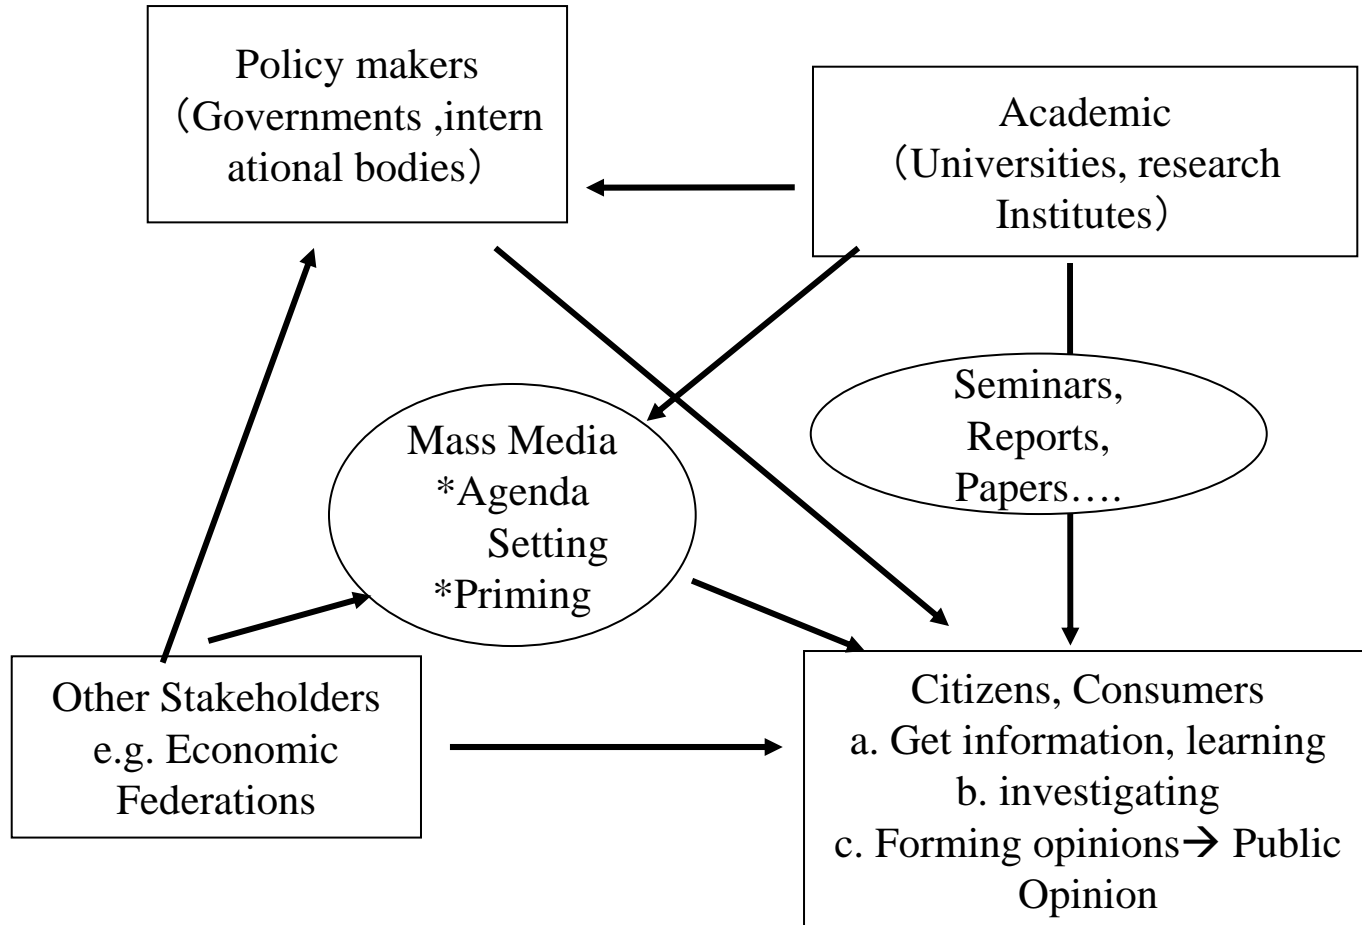 Policy makers
（Governments ,intern
ational bodies）
Academic
（Universities, research
Institutes）
Seminars,
Reports,
Papers….
Mass Media
*Agenda
Setting
*Priming
Other Stakeholders
e.g. Economic
Federations
Citizens, Consumers
a. Get information, learning
b. investigating
c. Forming opinions→ Public
Opinion